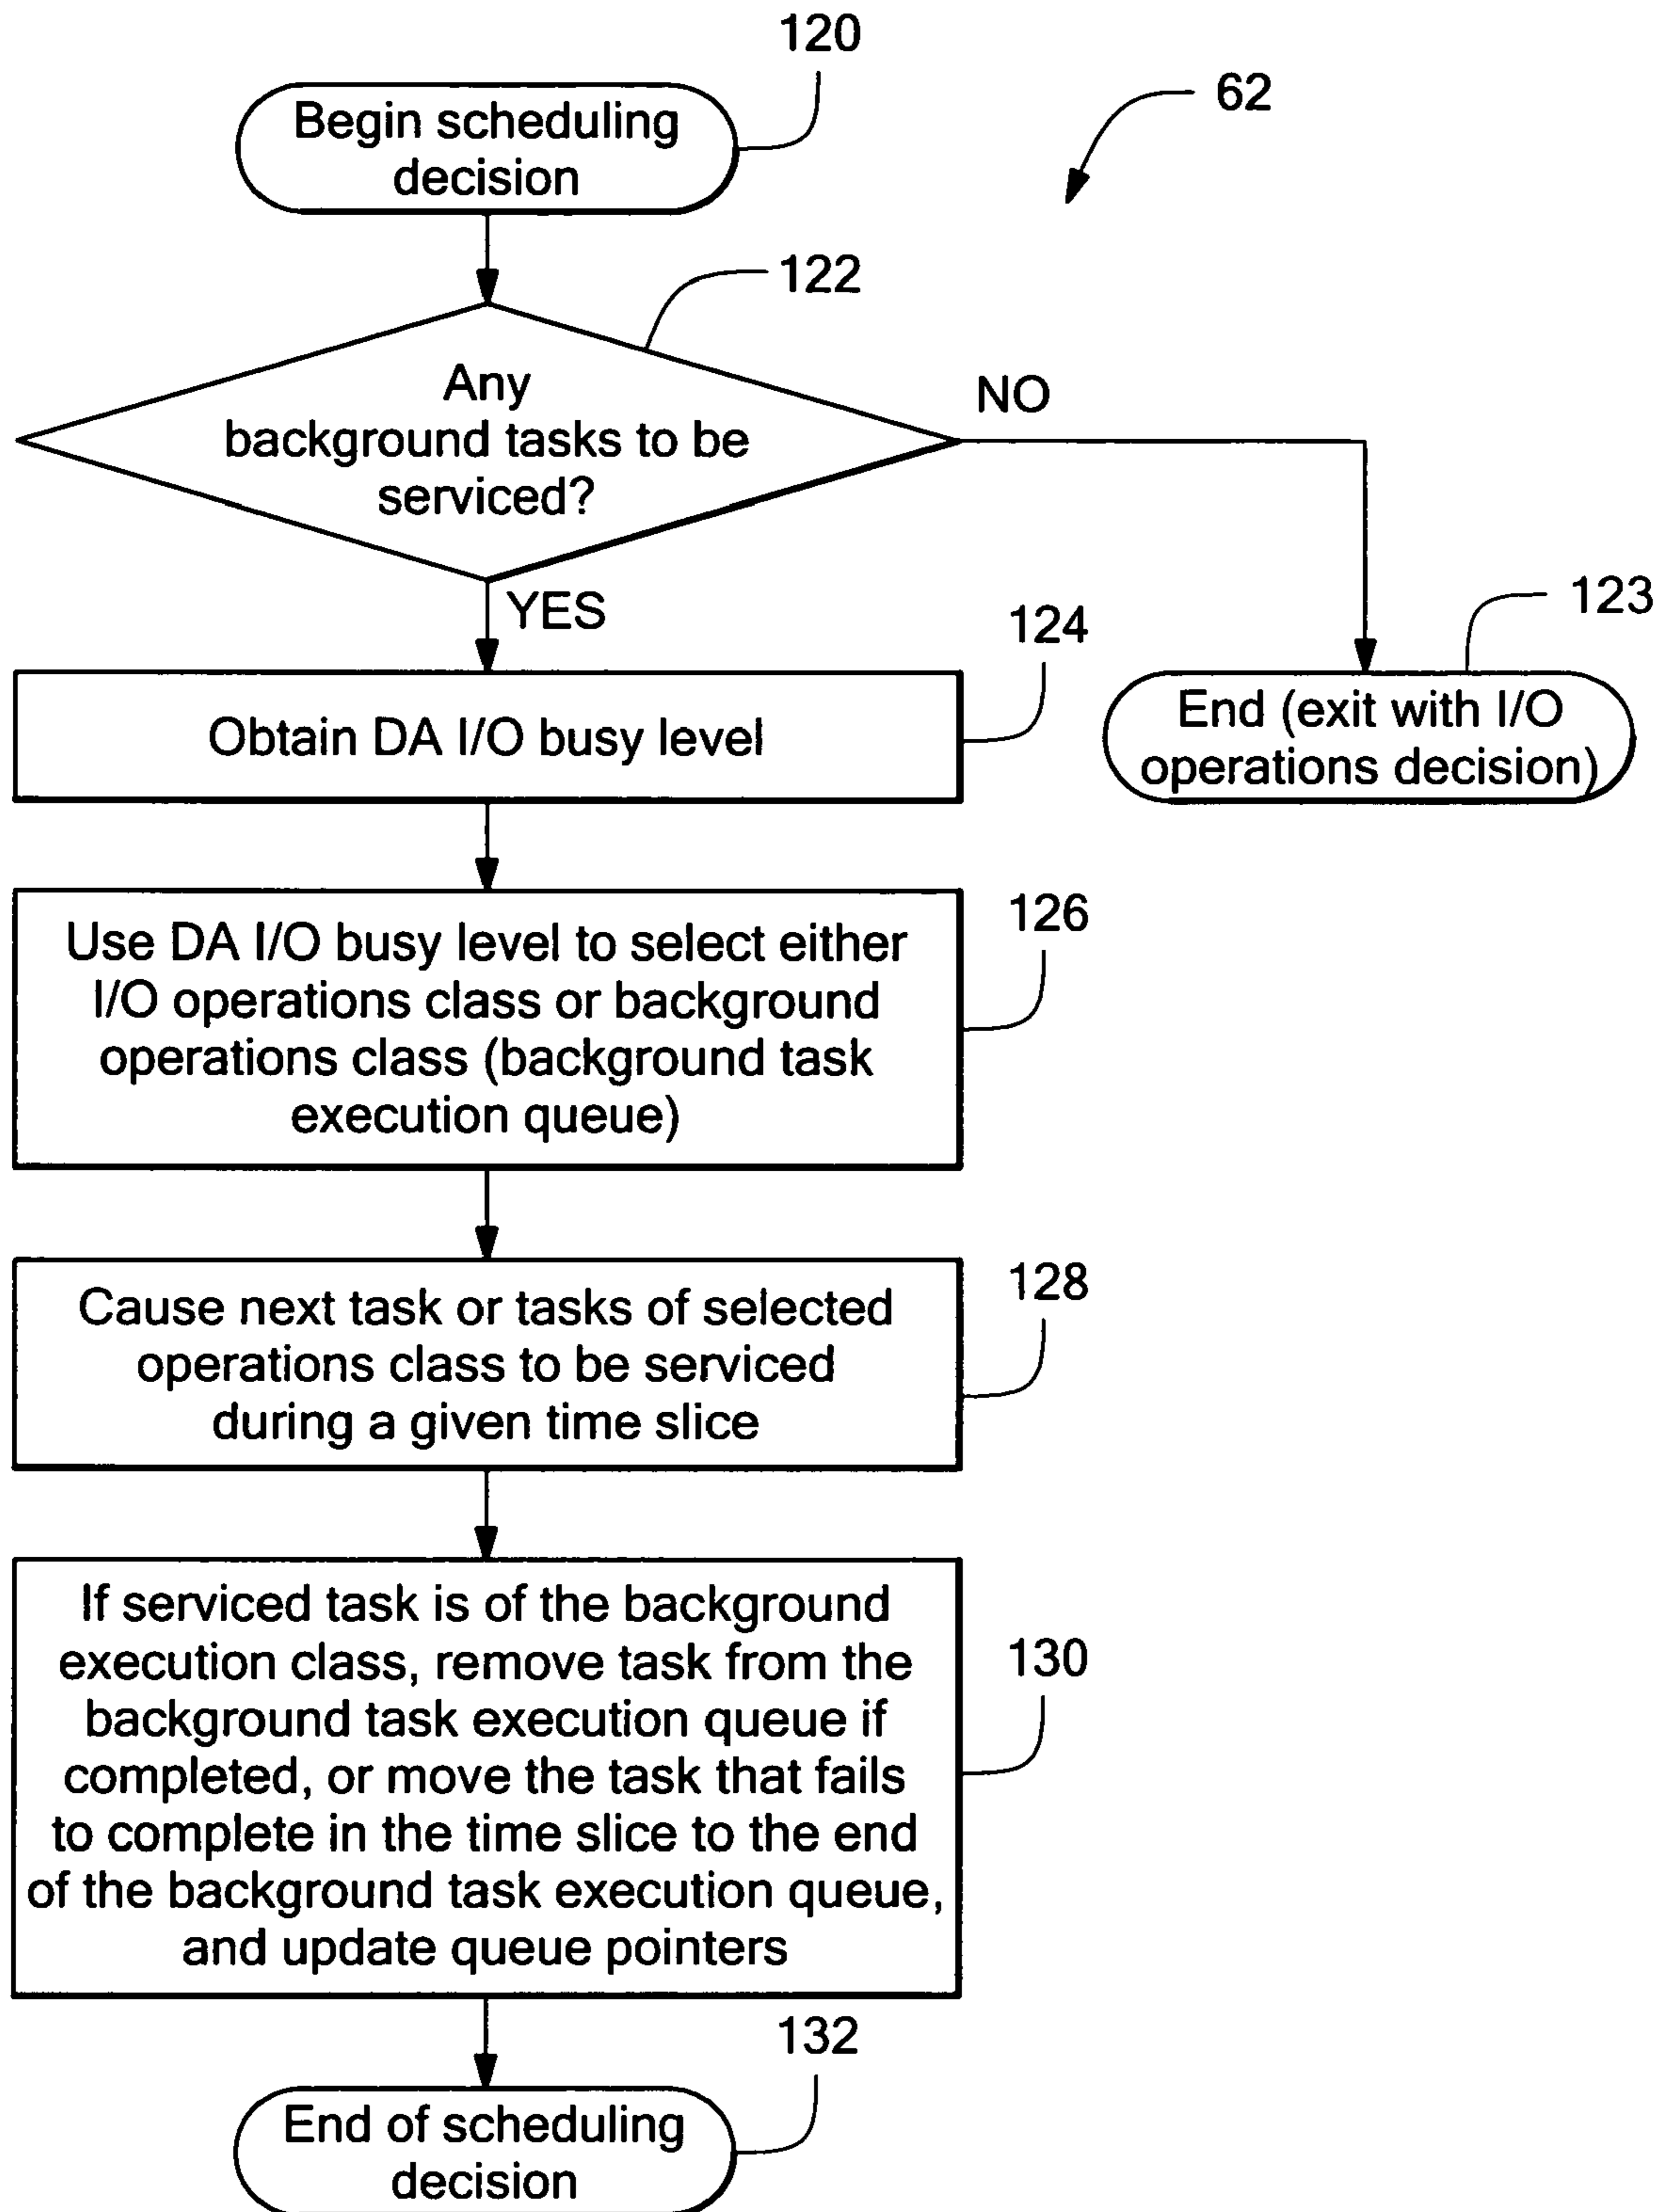 120
62
Begin scheduling
decision
122
Any
background tasks to be
serviced?
NO
YES
123
124
Obtain DA I/O busy level
End (exit with I/O
operations decision)
126
Use DA I/O busy level to select either
I/O operations class or background
operations class (background task
execution queue)
128
Cause next task or tasks of selected
operations class to be serviced
during a given time slice
130
If serviced task is of the background
execution class, remove task from the
background task execution queue if
completed, or move the task that fails
to complete in the time slice to the end
of the background task execution queue,
and update queue pointers
132
End of scheduling
decision